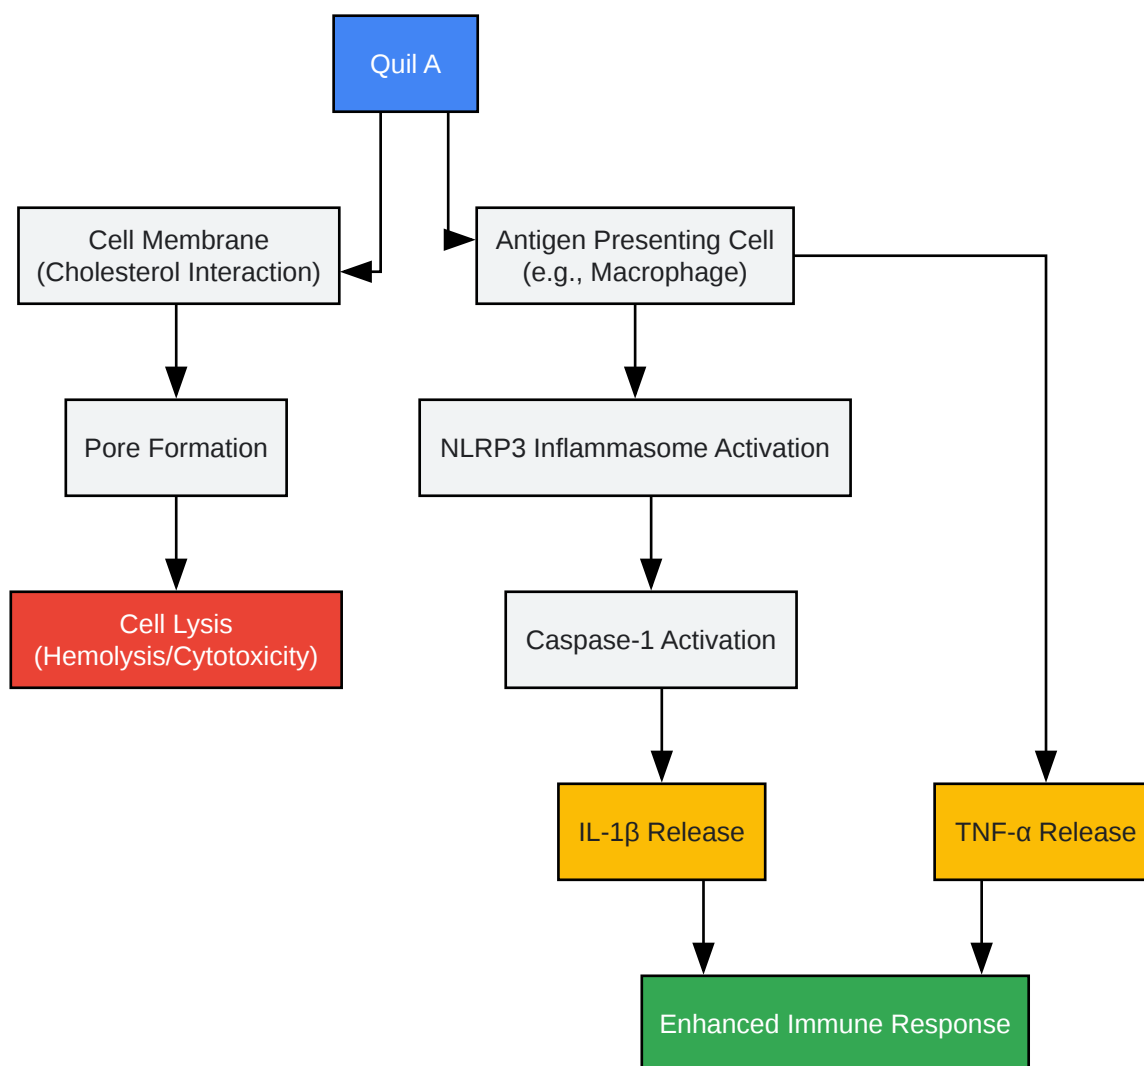 Quil A
Cell Membrane
(Cholesterol Interaction)
Antigen Presenting Cell
(e.g., Macrophage)
Pore Formation
NLRP3 Inflammasome Activation
Cell Lysis
(Hemolysis/Cytotoxicity)
Caspase-1 Activation
IL-1β Release
TNF-α Release
Enhanced Immune Response